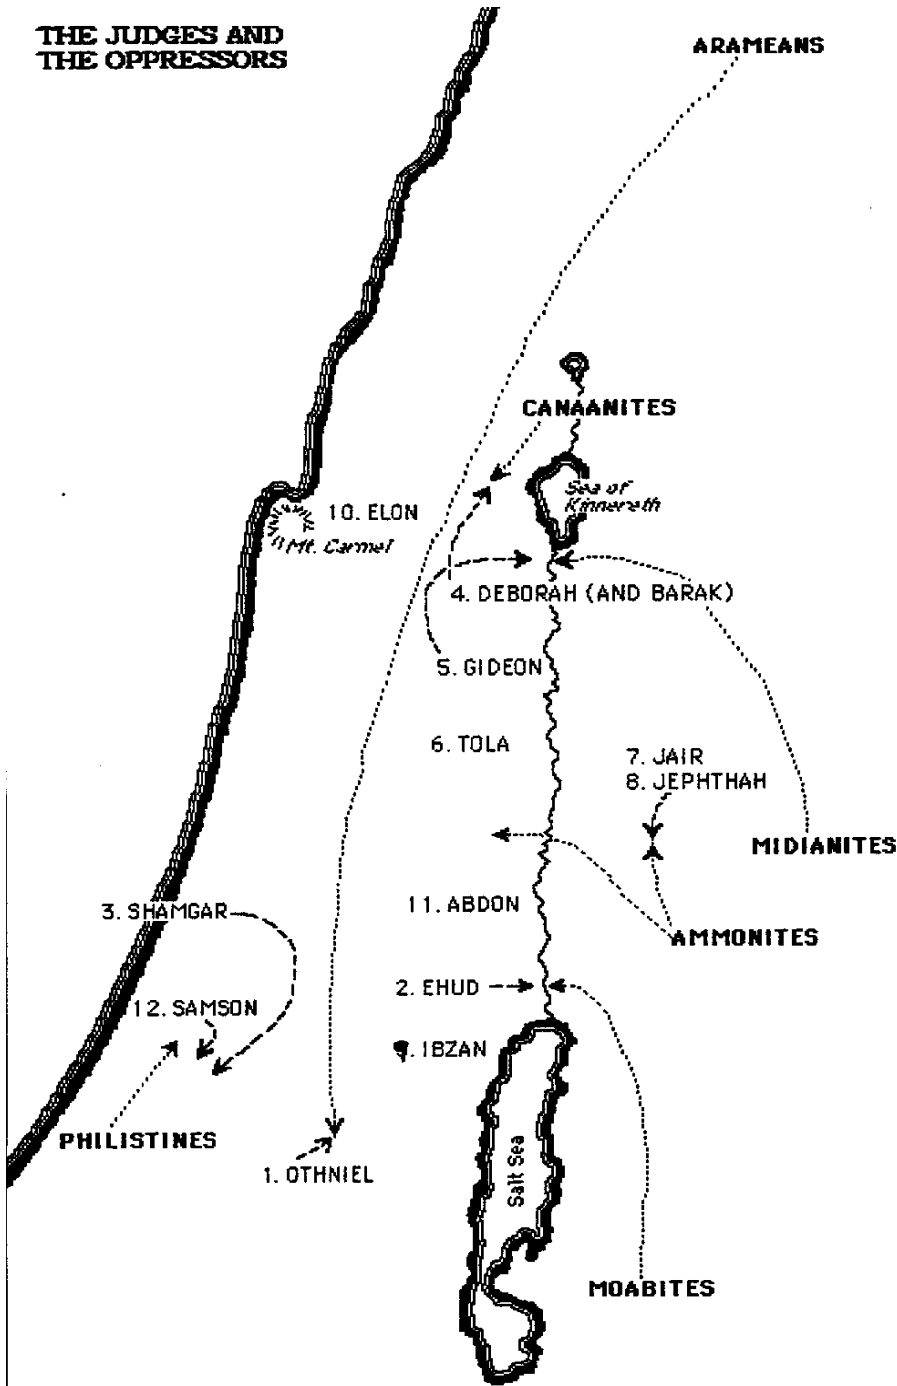 THE JUDGES AND
THE OPPRESSORS
ARAMEANS
CANAANITES
Sea of
Kinnereth
10. ELON
Mt. Carmel
4. DEBORAH (AND BARAK)
5. GIDEON
6. TOLA
7. JAIR
8. JEPHTHAH
MIDIANITES
11. ABDON
3. SHAMGAR
AMMONITES
2. EHUD
12. SAMSON
9. IBZAN
PHILISTINES
1. OTHNIEL
Salt Sea
MOABITES